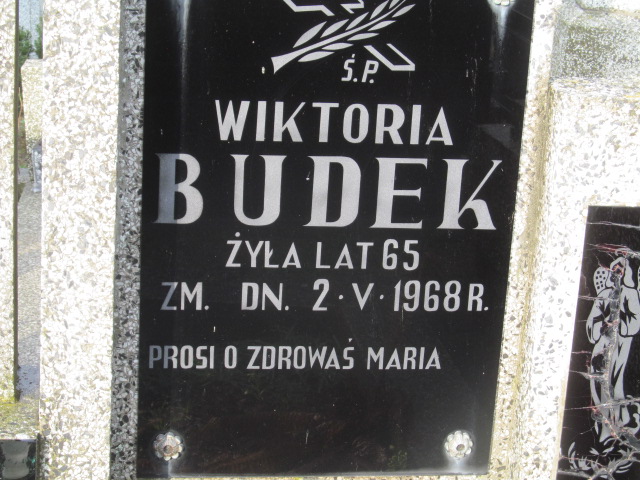 Ś.P.
WIKTORIA
BUDEK
ŻYŁA LAT 65
ZM. DN. 2·V·1968 R.
PROSI O ZDROWAŚ MARIA